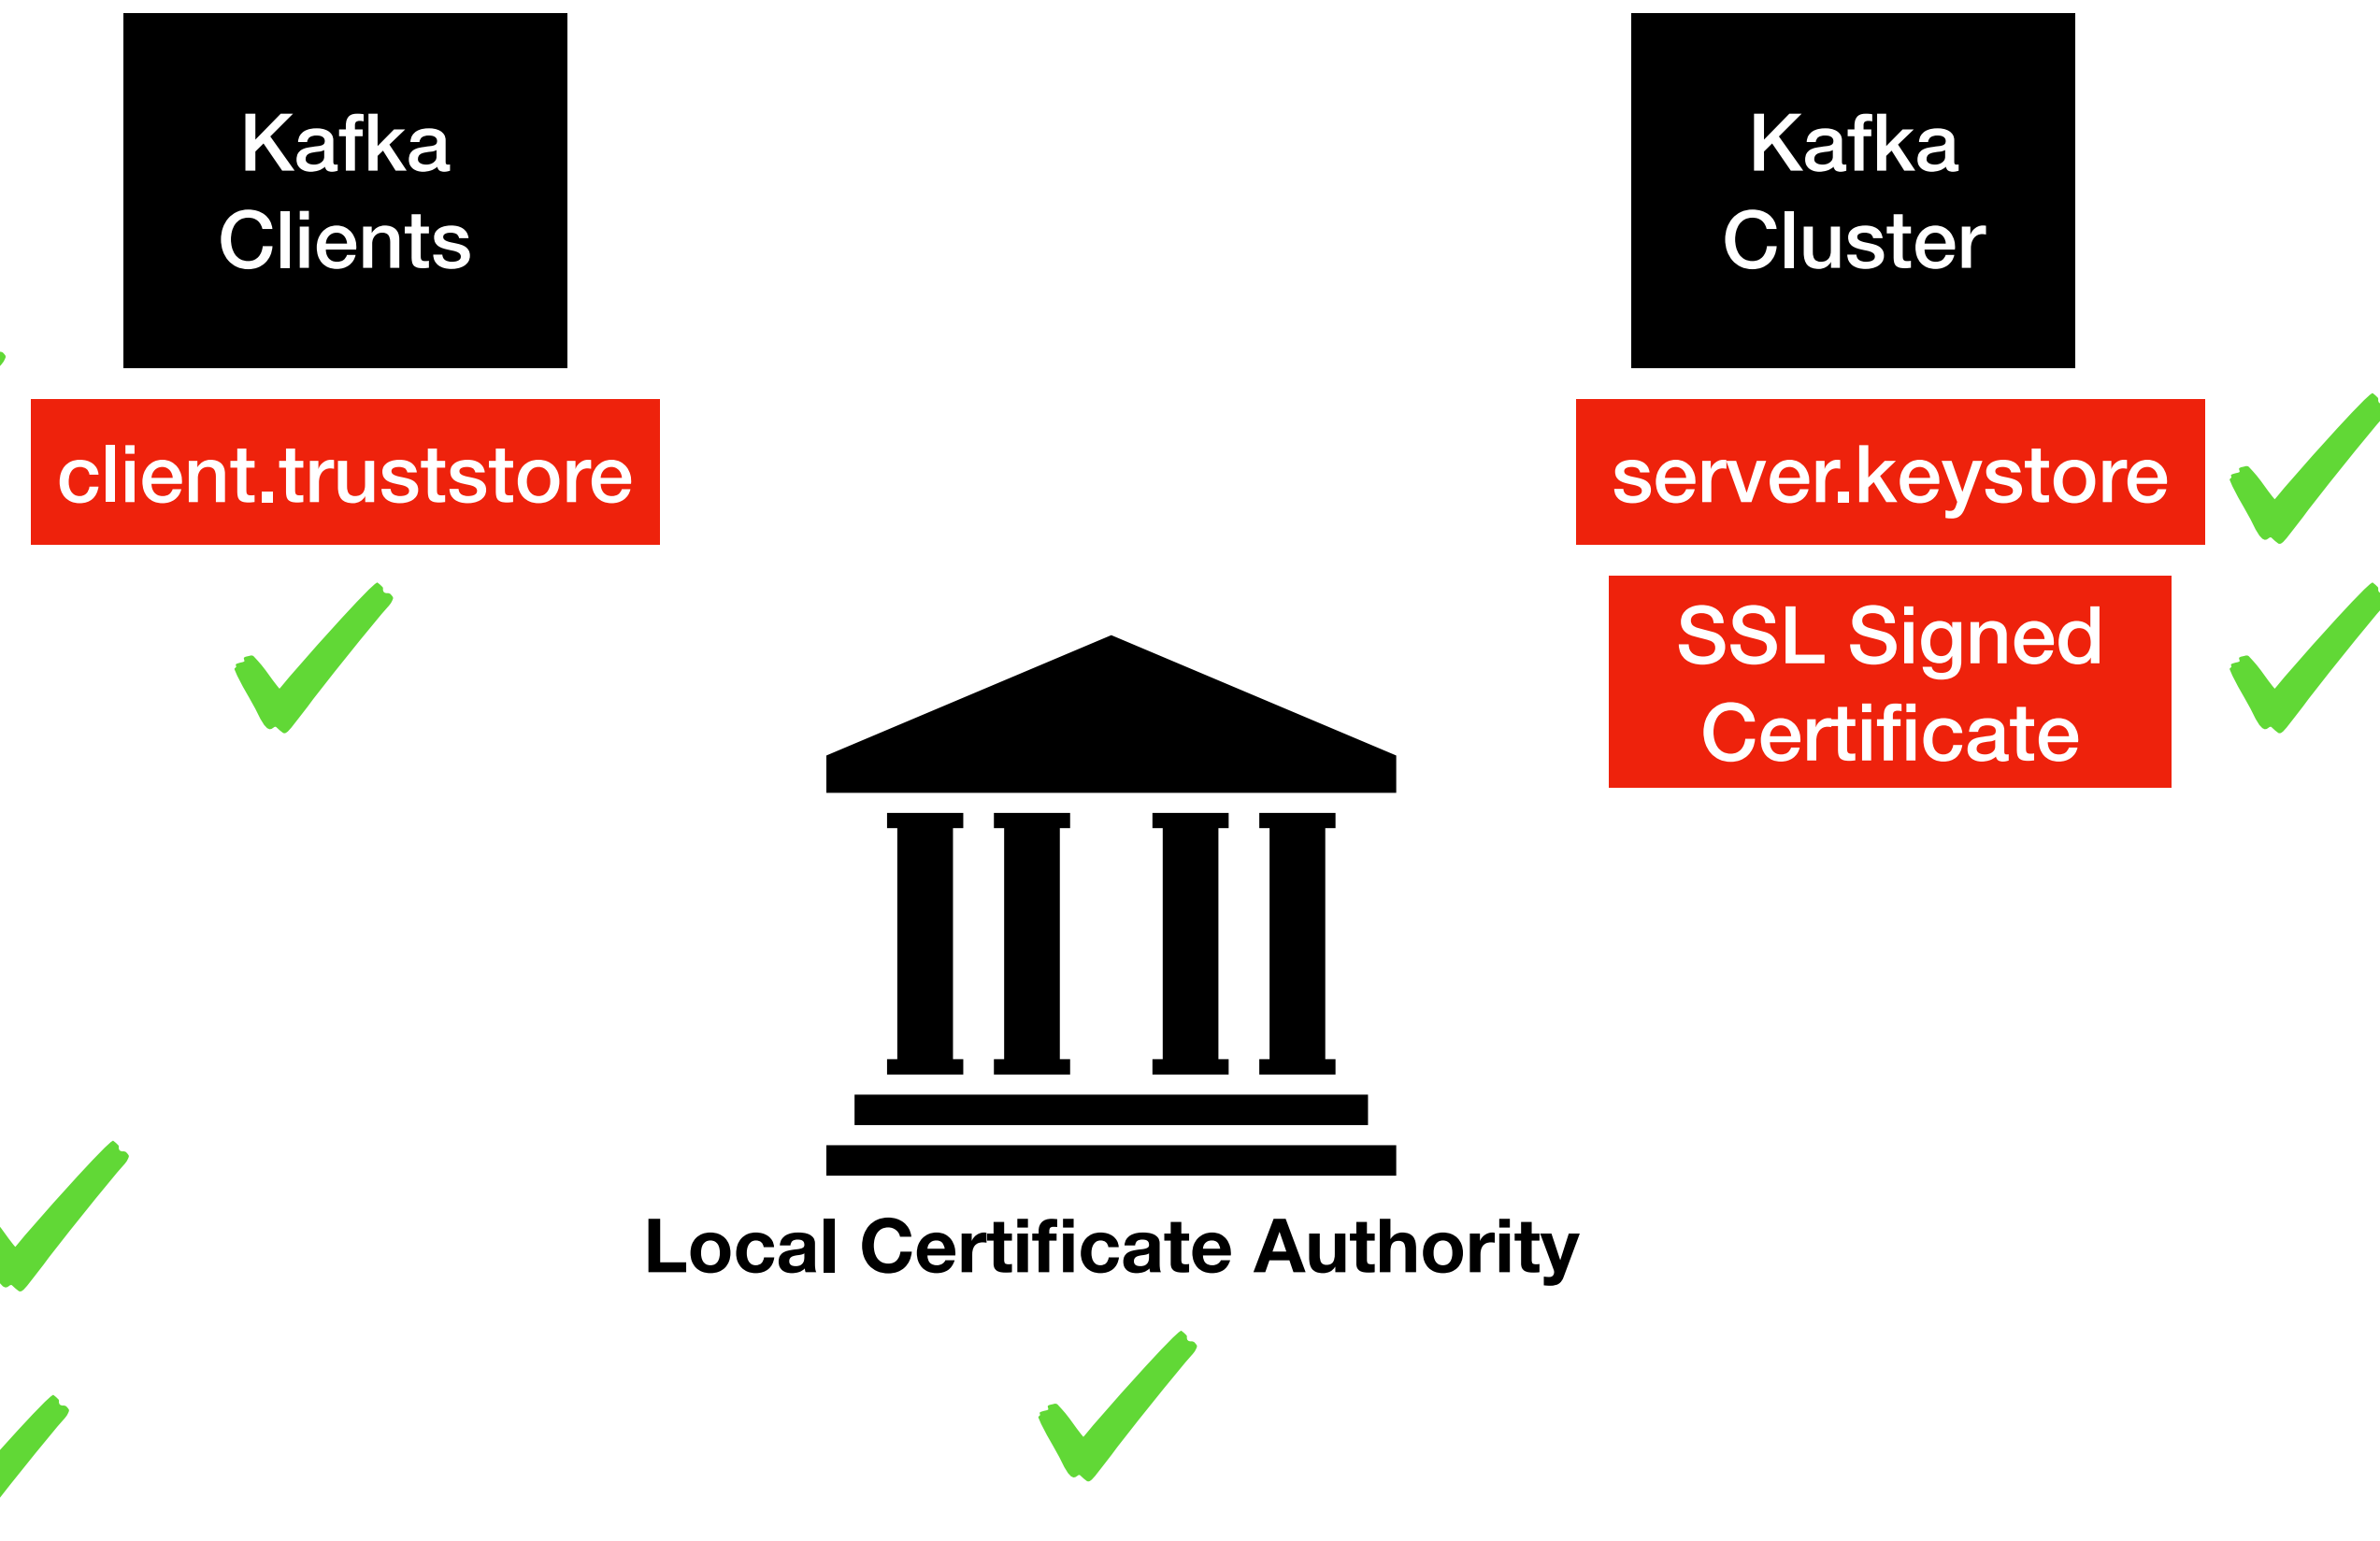 Kafka
Clients
client.truststore
Kafka
Cluster
server.keystore
SSL Signed
Certificate
Local Certificate Authority